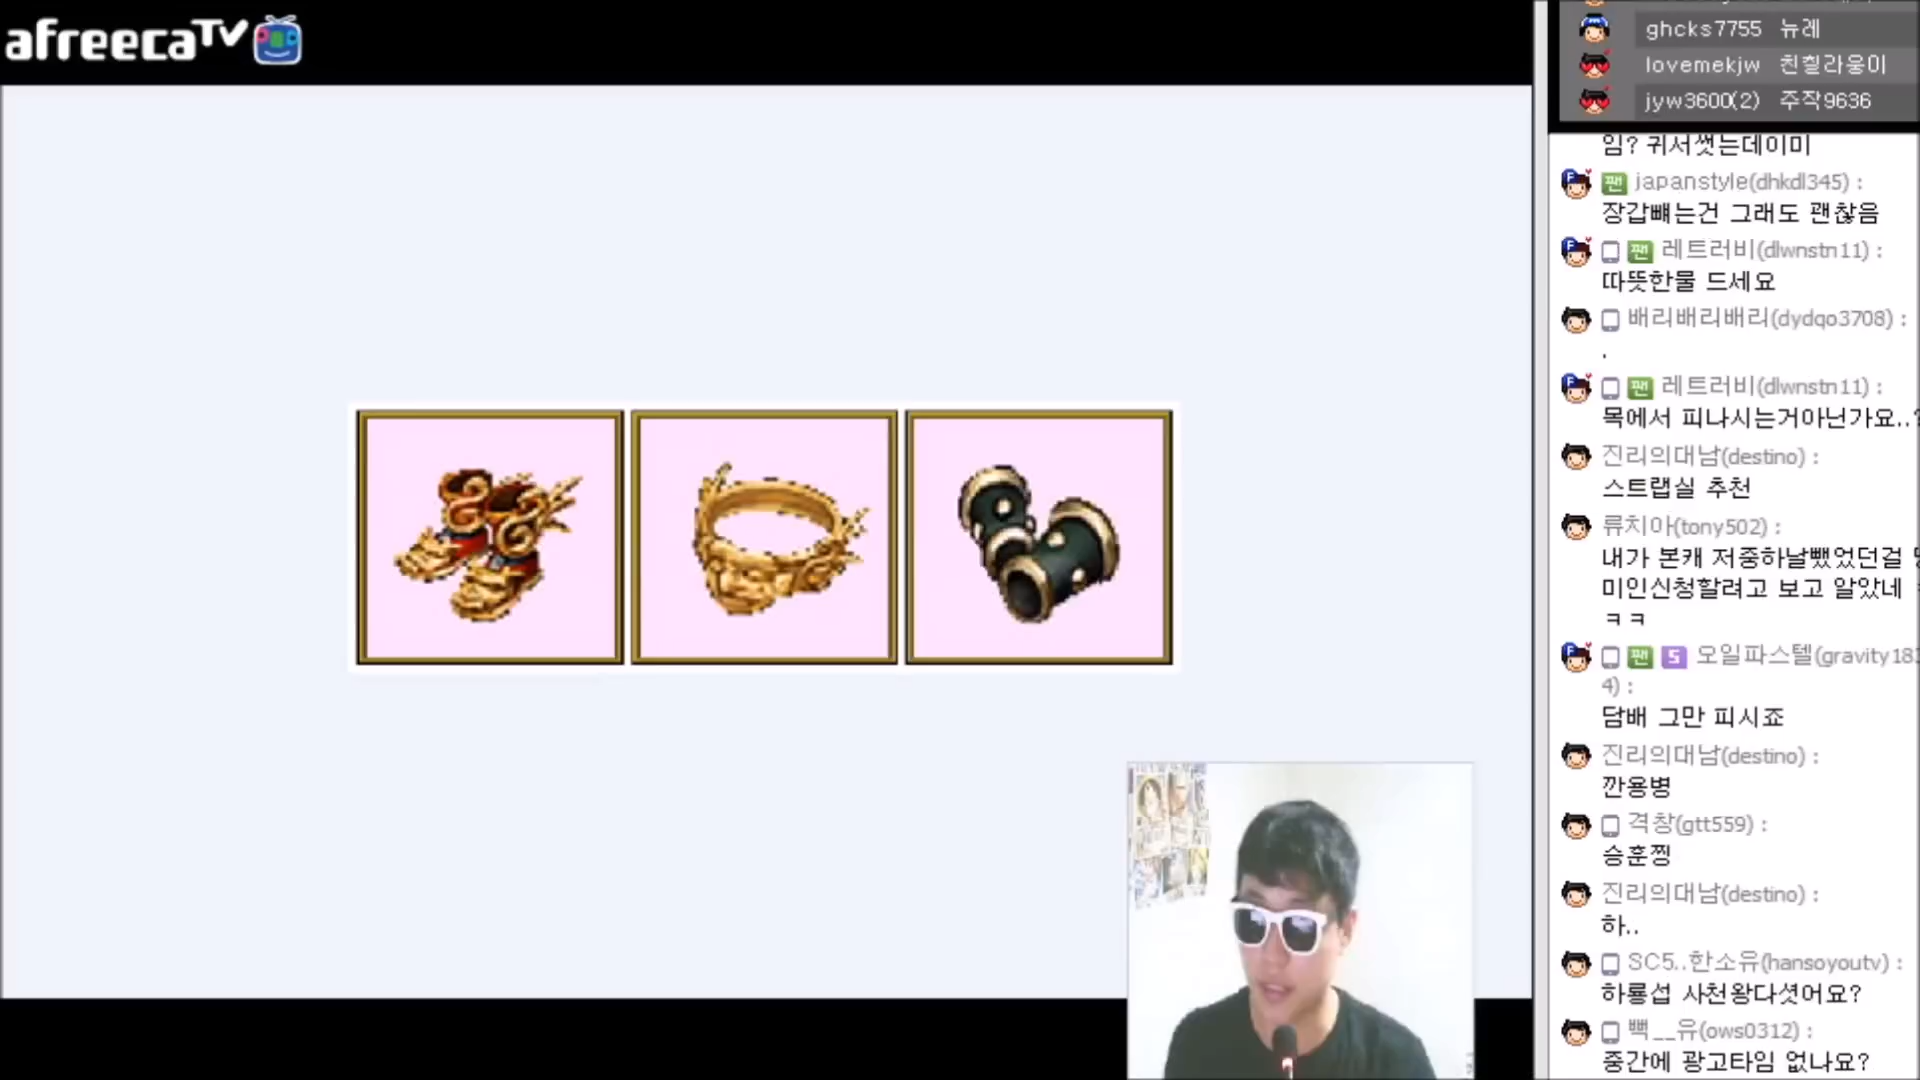 afreecaTV
ghcks7755 뉴레
lovemekjw 친칠라웅이
jyw3600(2) 주작9636
임? 귀서썻는데이미
팬 japanstyle(dhkdl345) :
장갑빼는건 그래도 괜찮음
팬 레트러비(dlwnstn11) :
따뜻한물 드세요
배리배리배리(dydqo3708) :
.
팬 레트러비(dlwnstn11) :
목에서 피나시는거아닌가요..?
진리의대남(destino) :
스트랩실 추천
류치아(tony502) :
내가 본캐 저중하날뺐었던걸
미인신청할려고 보고 알았네
ㅋㅋ
팬 S 오일파스텔(gravity183
4) :
담배 그만 피시죠
진리의대남(destino) :
깐용병
격창(gtt559) :
승훈찡
진리의대남(destino) :
하..
SC5..한소유(hansoyoutv) :
하룡섭 사천왕다셧어요?
빽__유(ows0312) :
중간에 광고타임 없나요?